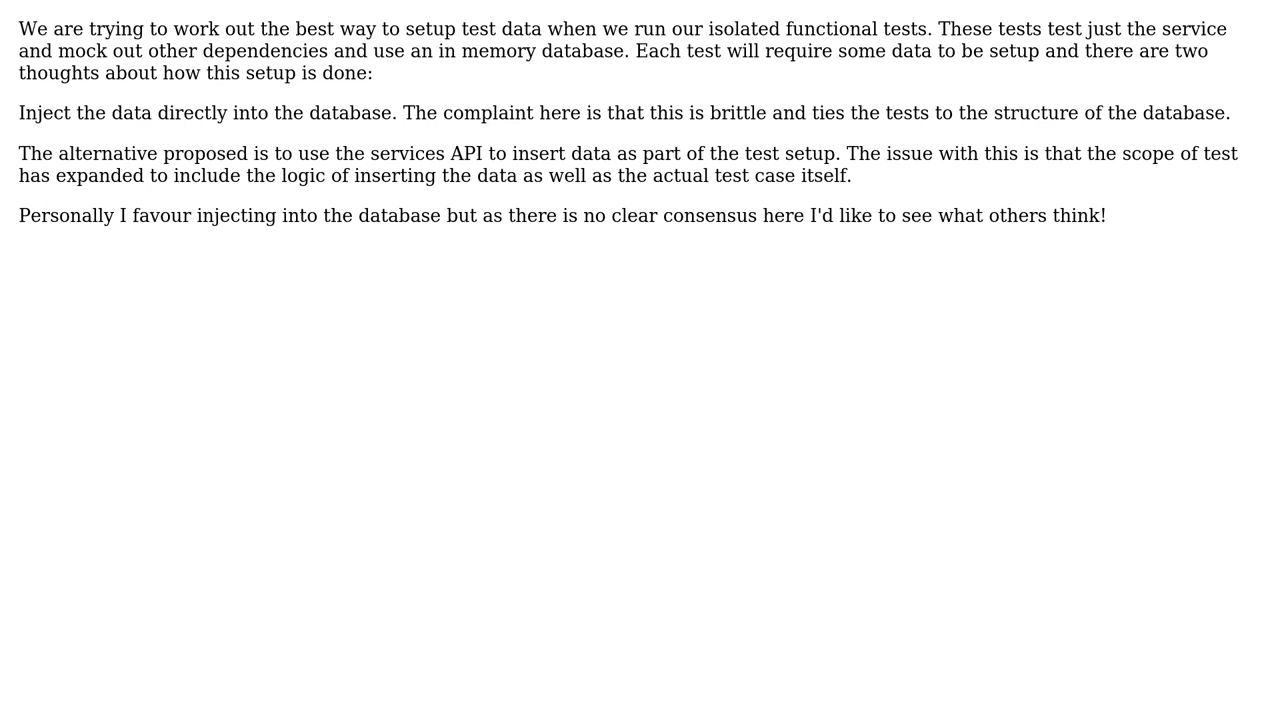 We are trying to work out the best way to setup test data when we run our isolated functional tests. These tests test just the service
and mock out other dependencies and use an in memory database. Each test will require some data to be setup and there are two
thoughts about how this setup is done:
Inject the data directly into the database. The complaint here is that this is brittle and ties the tests to the structure of the database.
The alternative proposed is to use the services API to insert data as part of the test setup. The issue with this is that the scope of test
has expanded to include the logic of inserting the data as well as the actual test case itself.
Personally I favour injecting into the database but as there is no clear consensus here I'd like to see what others think!